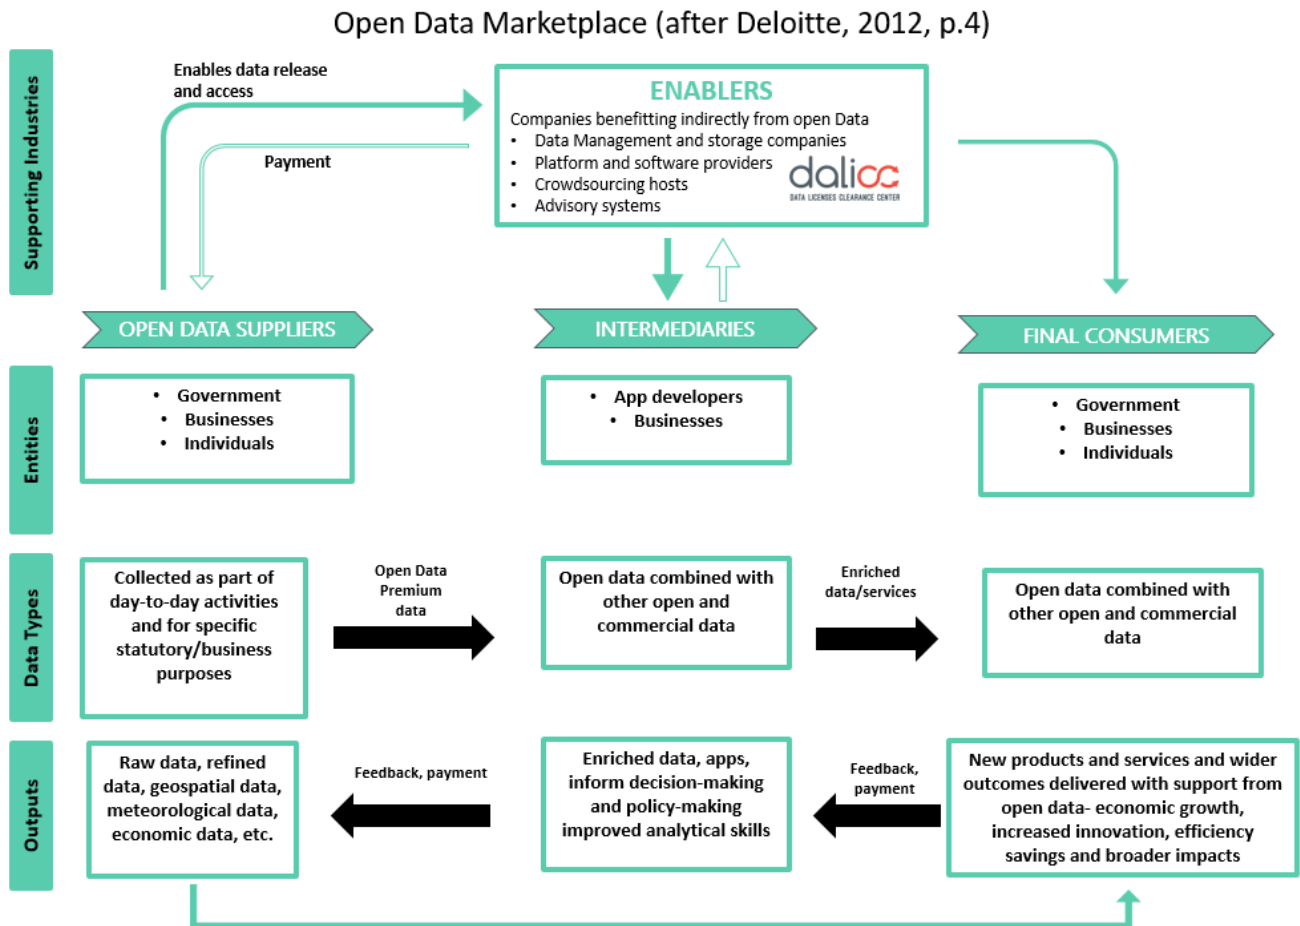 Open Data Marketplace (after Deloitte, 2012, p.4)
Supporting Industries
Enables data release
and access
Payment
ENABLERS
Companies benefitting indirectly from open Data
• Data Management and storage companies
• Platform and software providers
• Crowdsourcing hosts
• Advisory systems
dalicc
DATA LICENSES CLEARANCE CENTER
OPEN DATA SUPPLIERS
INTERMEDIARIES
FINAL CONSUMERS
Entities
• Government
• Businesses
• Individuals
• App developers
• Businesses
• Government
• Businesses
• Individuals
Data Types
Collected as part of
day-to-day activities
and for specific
statutory/business
purposes
Open Data
Premium
data
Open data combined with
other open and
commercial data
Enriched
data/services
Open data combined with
other open and commercial
data
Outputs
Raw data, refined
data, geospatial data,
meteorological data,
economic data, etc.
Feedback, payment
Enriched data, apps,
inform decision-making
and policy-making
improved analytical skills
Feedback,
payment
New products and services and wider
outcomes delivered with support from
open data- economic growth,
increased innovation, efficiency
savings and broader impacts